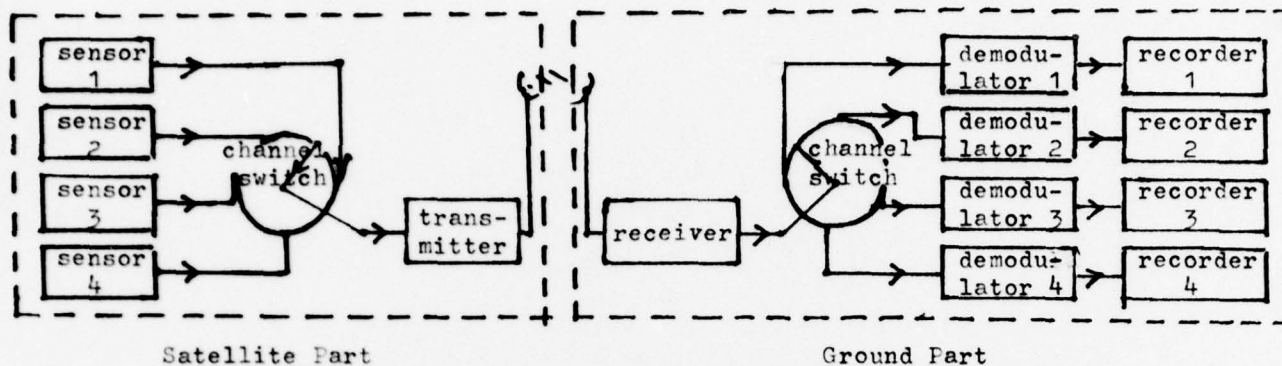 sensor
1
sensor
2
sensor
3
sensor
4
channel
switch
trans-
mitter
receiver
channel
switch
demodu-
lator 1
demodu-
lator 2
demodu-
lator 3
demodu-
lator 4
recorder
1
recorder
2
recorder
3
recorder
4
Satellite Part
Ground Part